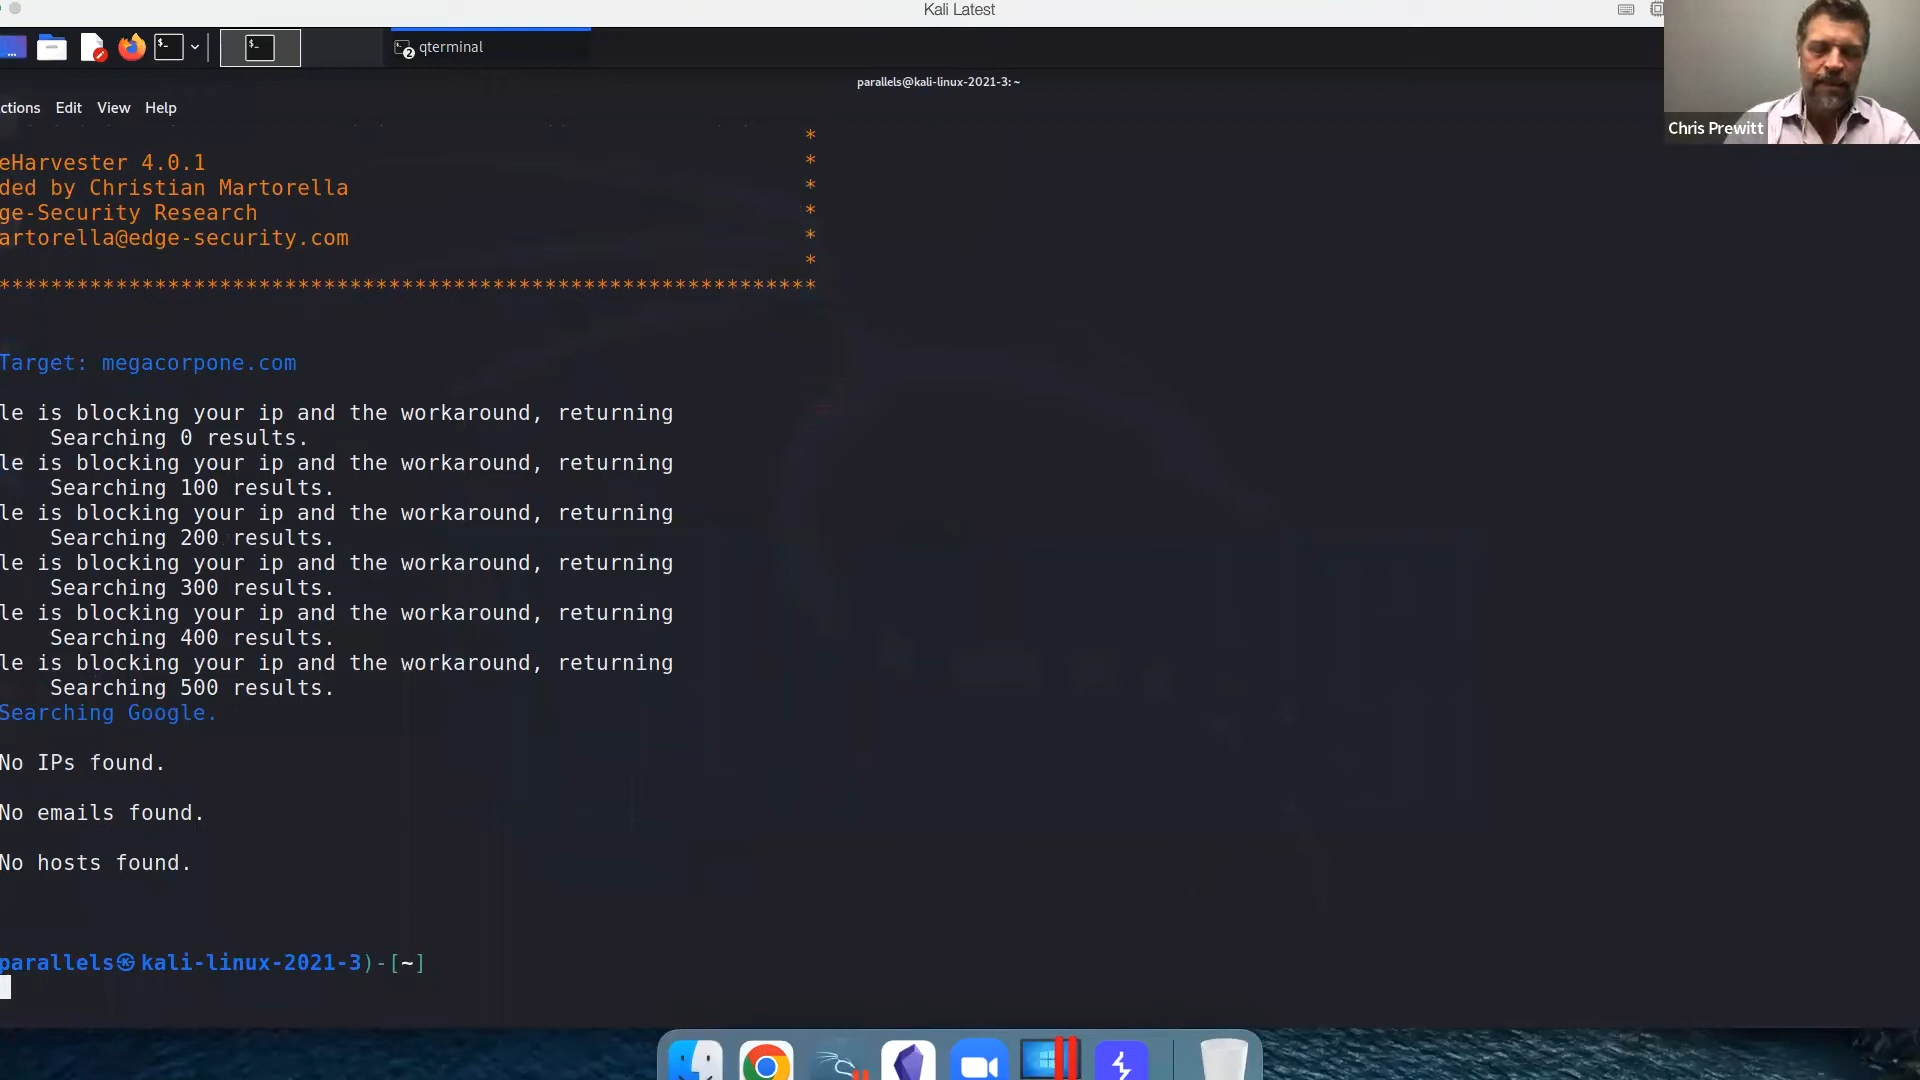 Kali Latest
qterminal
parallels@kali-linux-2021-3: ~
ctions Edit View Help
Chris Prewitt
*
eHarvester 4.0.1 *
ded by Christian Martorella *
ge-Security Research *
artorella@edge-security.com *
*
***************************************************************
Target: megacorpone.com
le is blocking your ip and the workaround, returning
Searching 0 results.
le is blocking your ip and the workaround, returning
Searching 100 results.
le is blocking your ip and the workaround, returning
Searching 200 results.
le is blocking your ip and the workaround, returning
Searching 300 results.
le is blocking your ip and the workaround, returning
Searching 400 results.
le is blocking your ip and the workaround, returning
Searching 500 results.
Searching Google.
No IPs found.
No emails found.
No hosts found.
parallels㉿kali-linux-2021-3)-[~]